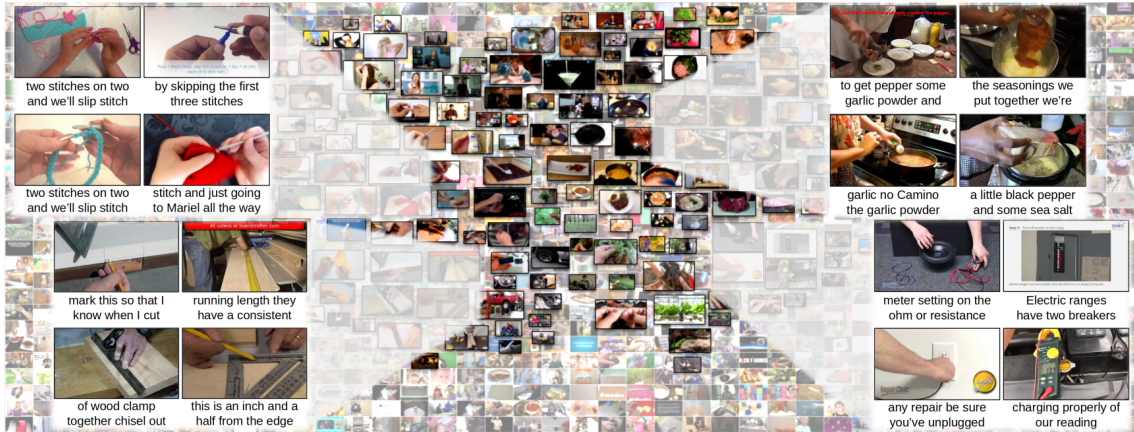 two stitches on two
and we'll slip stitch
by skipping the first
three stitches
two stitches on two
and we'll slip stitch
stitch and just going
to Mariel all the way
to get pepper some
garlic powder and
the seasonings we
put together we're
garlic no Camino
the garlic powder
a little black pepper
and some sea salt
mark this so that I
know when I cut
running length they
have a consistent
of wood clamp
together chisel out
this is an inch and a
half from the edge
meter setting on the
ohm or resistance
Electric ranges
have two breakers
any repair be sure
you've unplugged
charging properly of
our reading